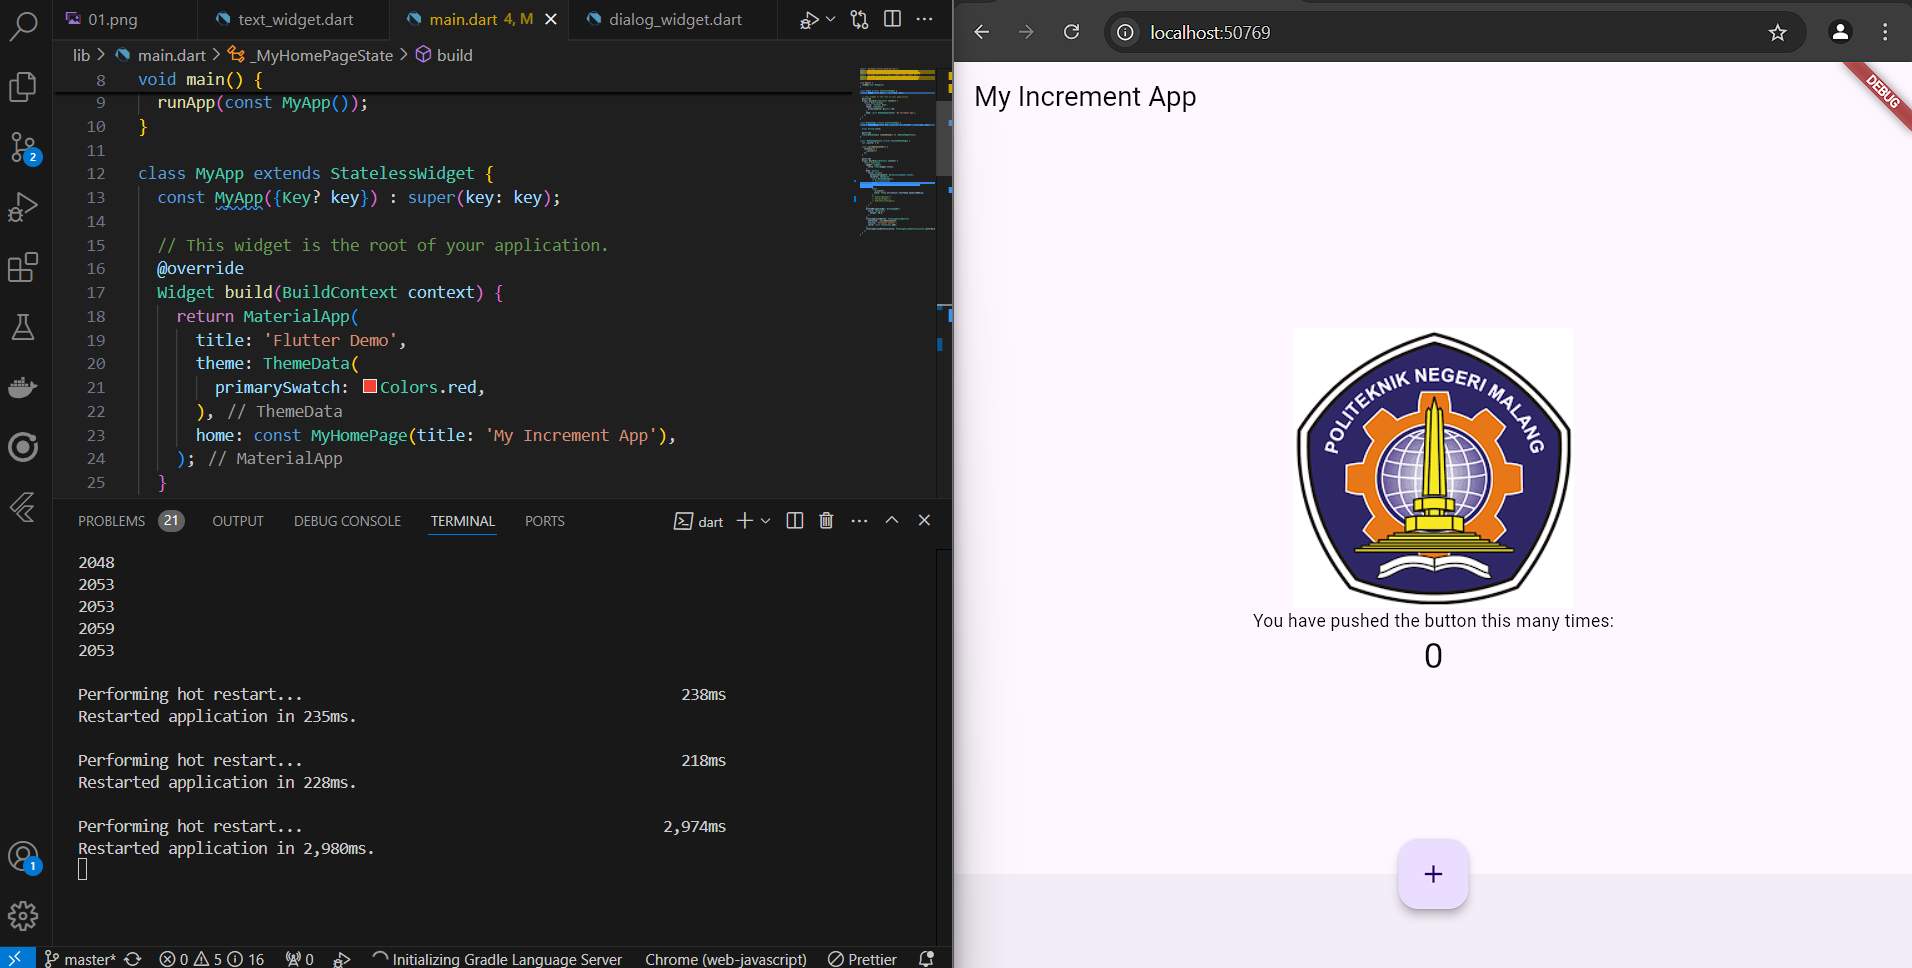 01.png
text_widget.dart
main.dart 4, M
dialog_widget.dart
lib > main.dart > _MyHomePageState > build
8 void main() {
9 runApp(const MyApp());
10 }
11
12 class MyApp extends StatelessWidget {
13 const MyApp({Key? key}) : super(key: key);
14
15 // This widget is the root of your application.
16 @override
17 Widget build(BuildContext context) {
18 return MaterialApp(
19 title: 'Flutter Demo',
20 theme: ThemeData(
21 primarySwatch: Colors.red,
22 ), // ThemeData
23 home: const MyHomePage(title: 'My Increment App'),
24 ); // MaterialApp
25 }
PROBLEMS 21 OUTPUT DEBUG CONSOLE TERMINAL PORTS
dart
2048
2053
2053
2059
2053
Performing hot restart... 238ms
Restarted application in 235ms.
Performing hot restart... 218ms
Restarted application in 228ms.
Performing hot restart... 2,974ms
Restarted application in 2,980ms.
2
1
master* 0 5 16 0 Initializing Gradle Language Server Chrome (web-javascript) Prettier
localhost:50769
My Increment App
DEBUG
POLITEKNIK NEGERI MALANG
You have pushed the button this many times:
0
+